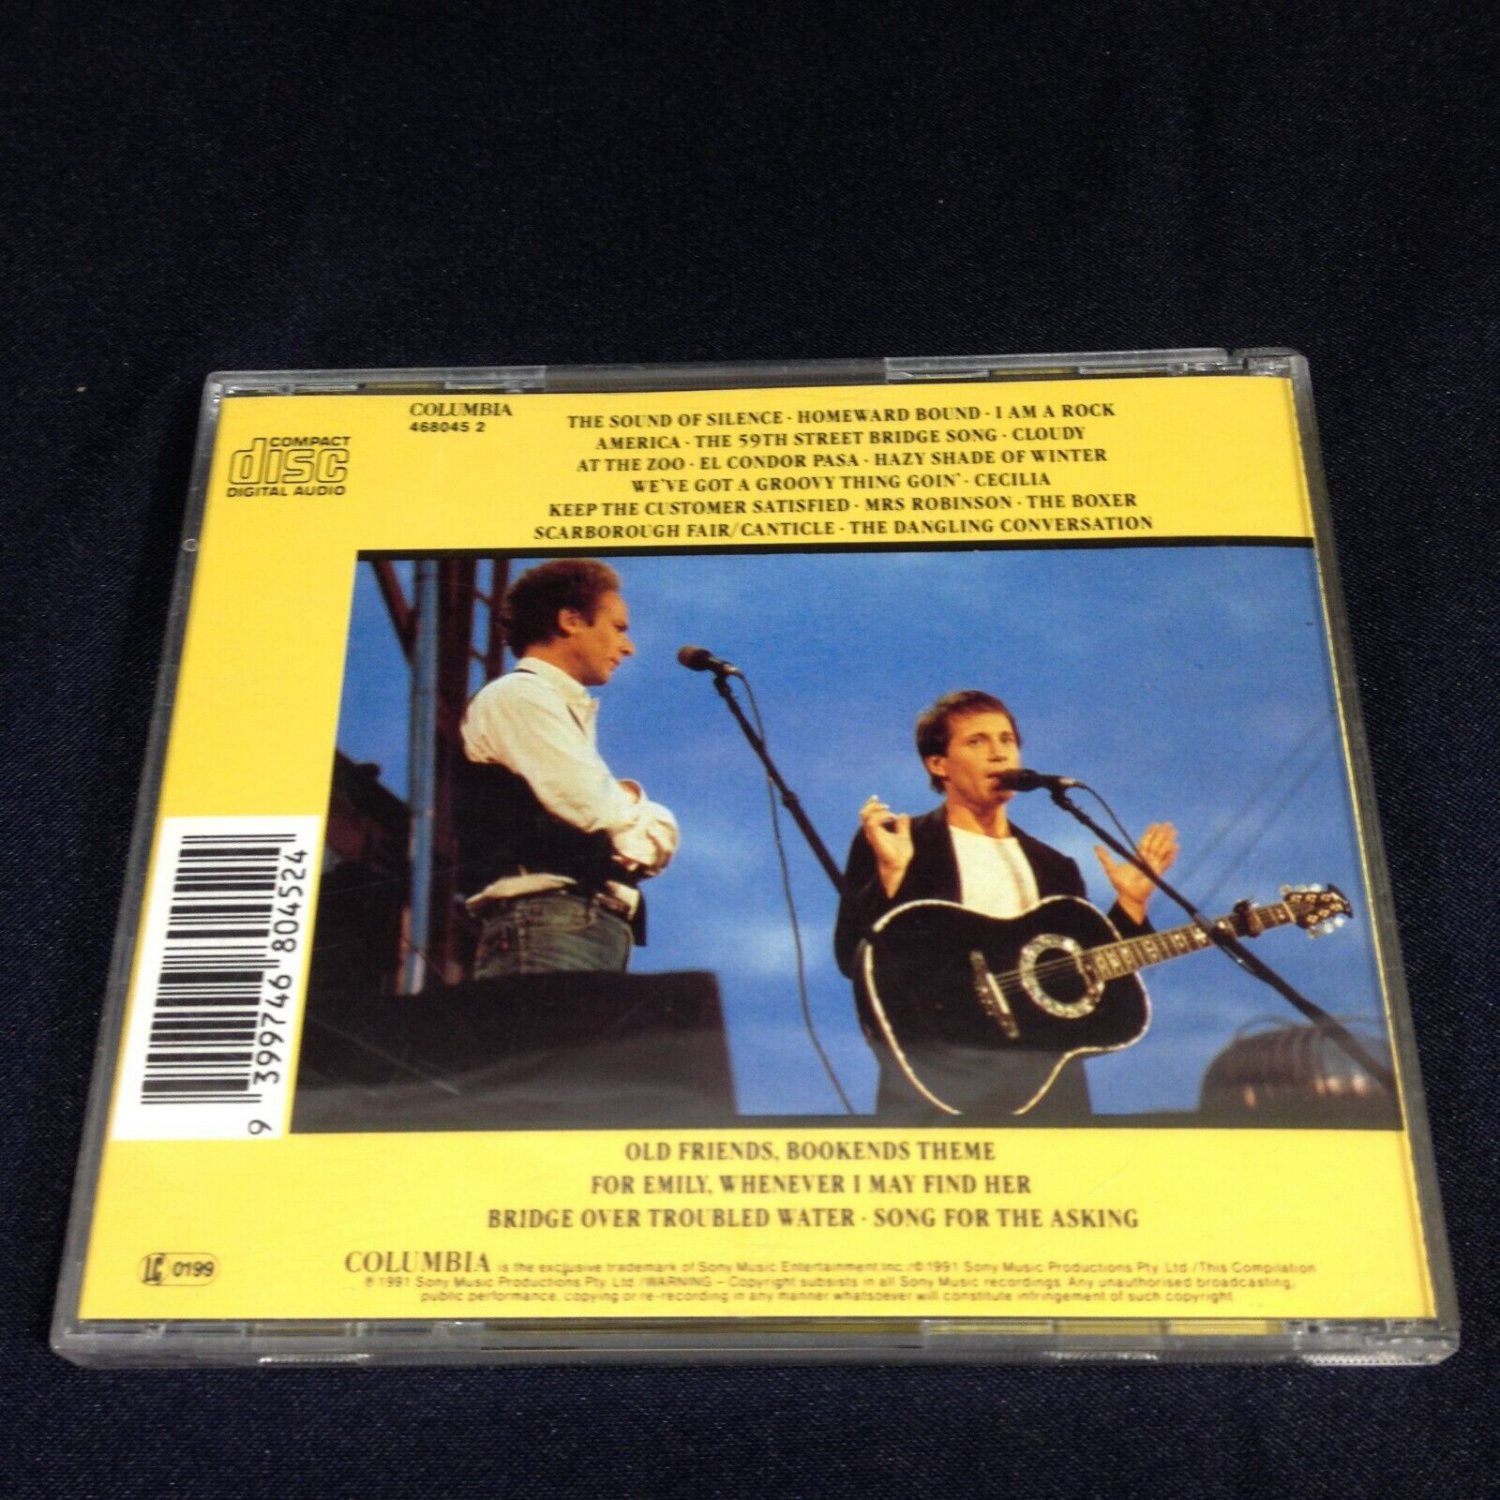 COLUMBIA
468045 2
COMPACT
disc
DIGITAL AUDIO
THE SOUND OF SILENCE · HOMEWARD BOUND · I AM A ROCK
AMERICA · THE 59TH STREET BRIDGE SONG · CLOUDY
AT THE ZOO · EL CONDOR PASA · HAZY SHADE OF WINTER
WE'VE GOT A GROOVY THING GOIN' · CECILIA
KEEP THE CUSTOMER SATISFIED · MRS ROBINSON · THE BOXER
SCARBOROUGH FAIR/CANTICLE · THE DANGLING CONVERSATION
9 399746 804524
OLD FRIENDS, BOOKENDS THEME
FOR EMILY, WHENEVER I MAY FIND HER
BRIDGE OVER TROUBLED WATER · SONG FOR THE ASKING
LC 0199
COLUMBIA is the exclusive trademark of Sony Music Entertainment Inc./© 1991 Sony Music Productions Pty. Ltd./This Compilation
℗ 1991 Sony Music Productions Pty. Ltd./WARNING – Copyright subsists in all Sony Music recordings. Any unauthorised broadcasting,
public performance, copying or re-recording in any manner whatsoever will constitute infringement of such copyright.